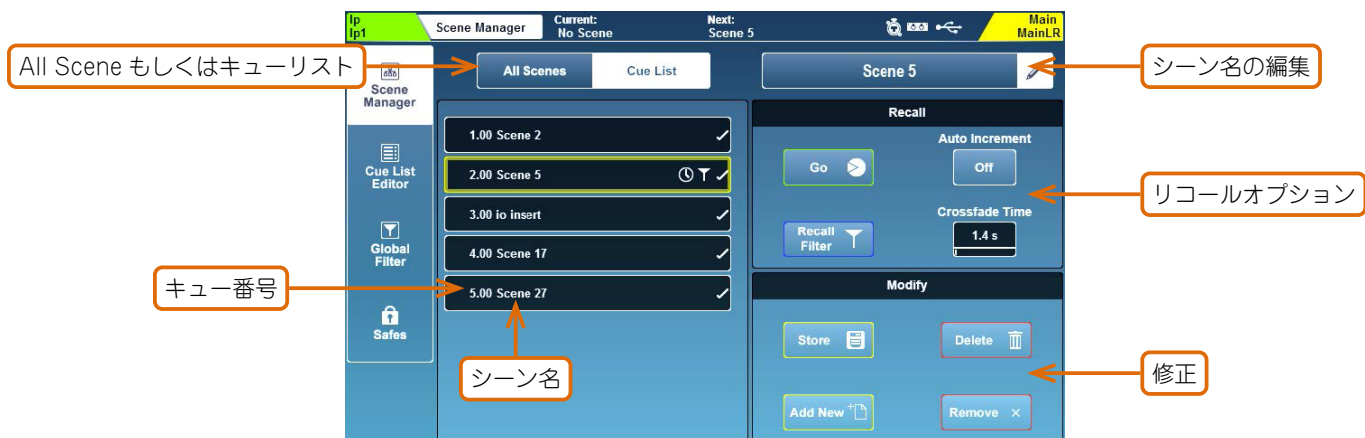 Ip
Ip1
Scene Manager
Current:
No Scene
Next:
Scene 5
Main
MainLR
All Scene もしくはキューリスト
All Scenes
Cue List
Scene 5
シーン名の編集
Scene
Manager
Cue List
Editor
Global
Filter
Safes
1.00 Scene 2
2.00 Scene 5
3.00 io insert
4.00 Scene 17
5.00 Scene 27
キュー番号
シーン名
Recall
Go
Auto Increment
Off
Recall
Filter
Crossfade Time
1.4 s
リコールオプション
Modify
Store
Delete
Add New
Remove
修正